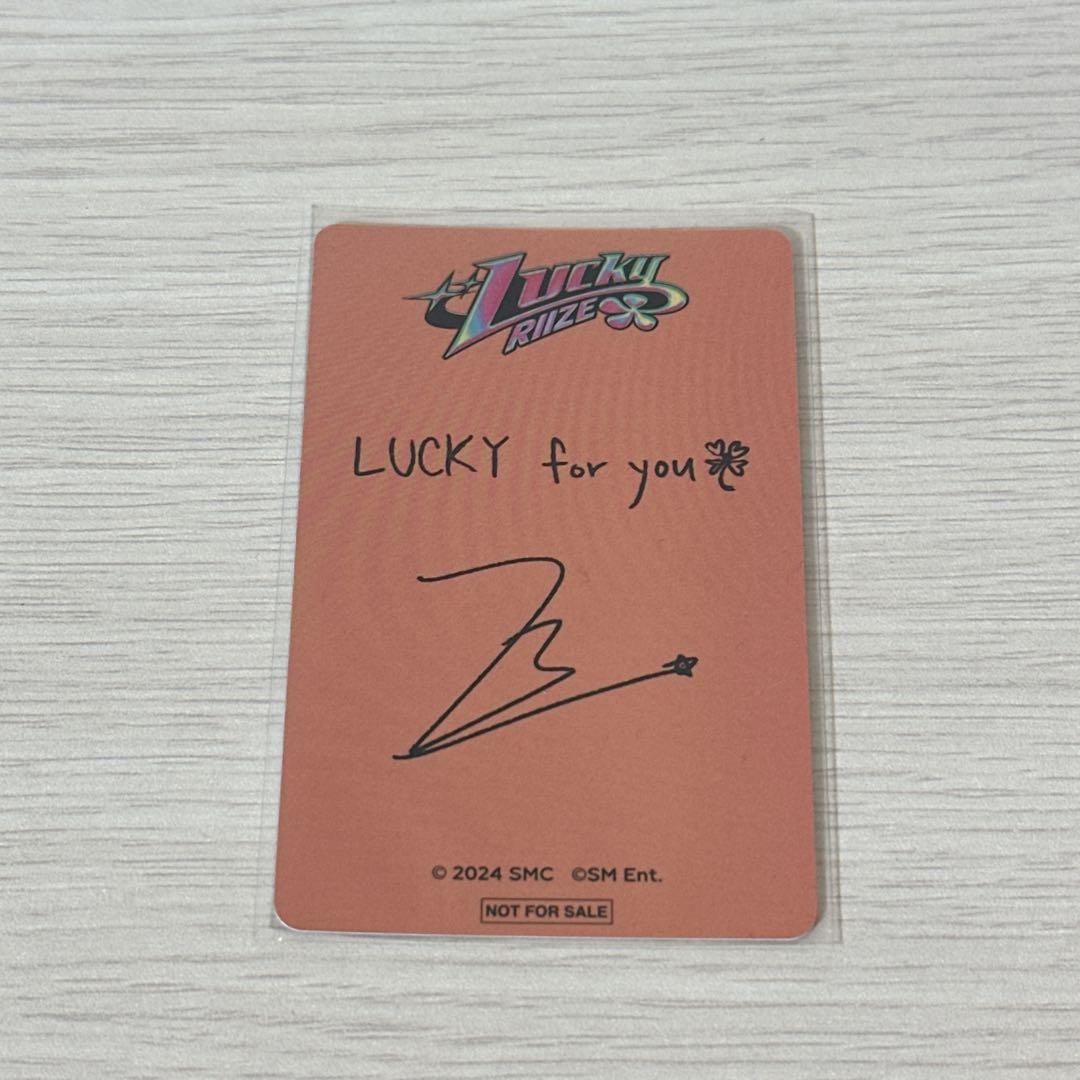 Lucky
RIIZE
LUCKY for you
© 2024 SMC ©SM Ent.
NOT FOR SALE